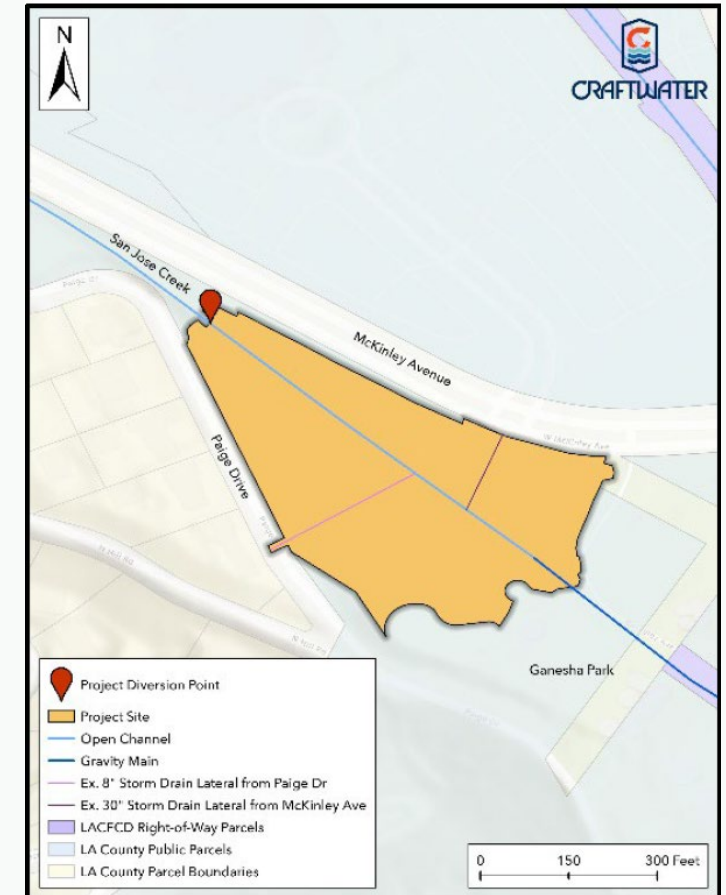 N
CRAFTWATER
San Jose Creek
McKinley Avenue
Paige Drive
N Hill Rd
Ganesha Park
Project Diversion Point
Project Site
Open Channel
Gravity Main
Ex. 8" Storm Drain Lateral from Paige Dr
Ex. 30" Storm Drain Lateral from McKinley Ave
LACFCD Right-of-Way Parcels
LA County Public Parcels
LA County Parcel Boundaries
0 150 300 Feet